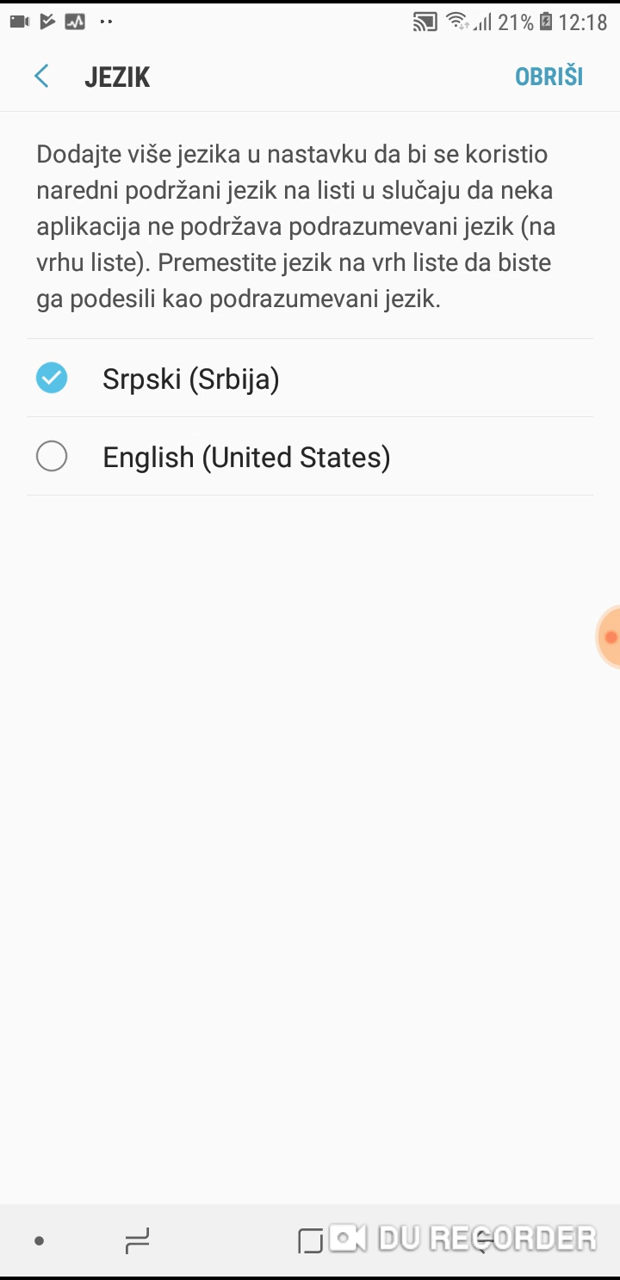 21% 12:18
JEZIK OBRIŠI
Dodajte više jezika u nastavku da bi se koristio
naredni podržani jezik na listi u slučaju da neka
aplikacija ne podržava podrazumevani jezik (na
vrhu liste). Premestite jezik na vrh liste da biste
ga podesili kao podrazumevani jezik.
Srpski (Srbija)
English (United States)
DU RECORDER